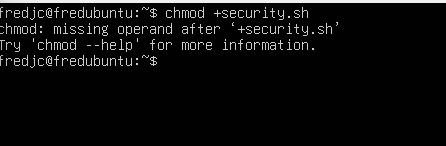 fredjc@fredubuntu:~$ chmod +security.sh
chmod: missing operand after ‘+security.sh’
Try 'chmod --help' for more information.
fredjc@fredubuntu:~$